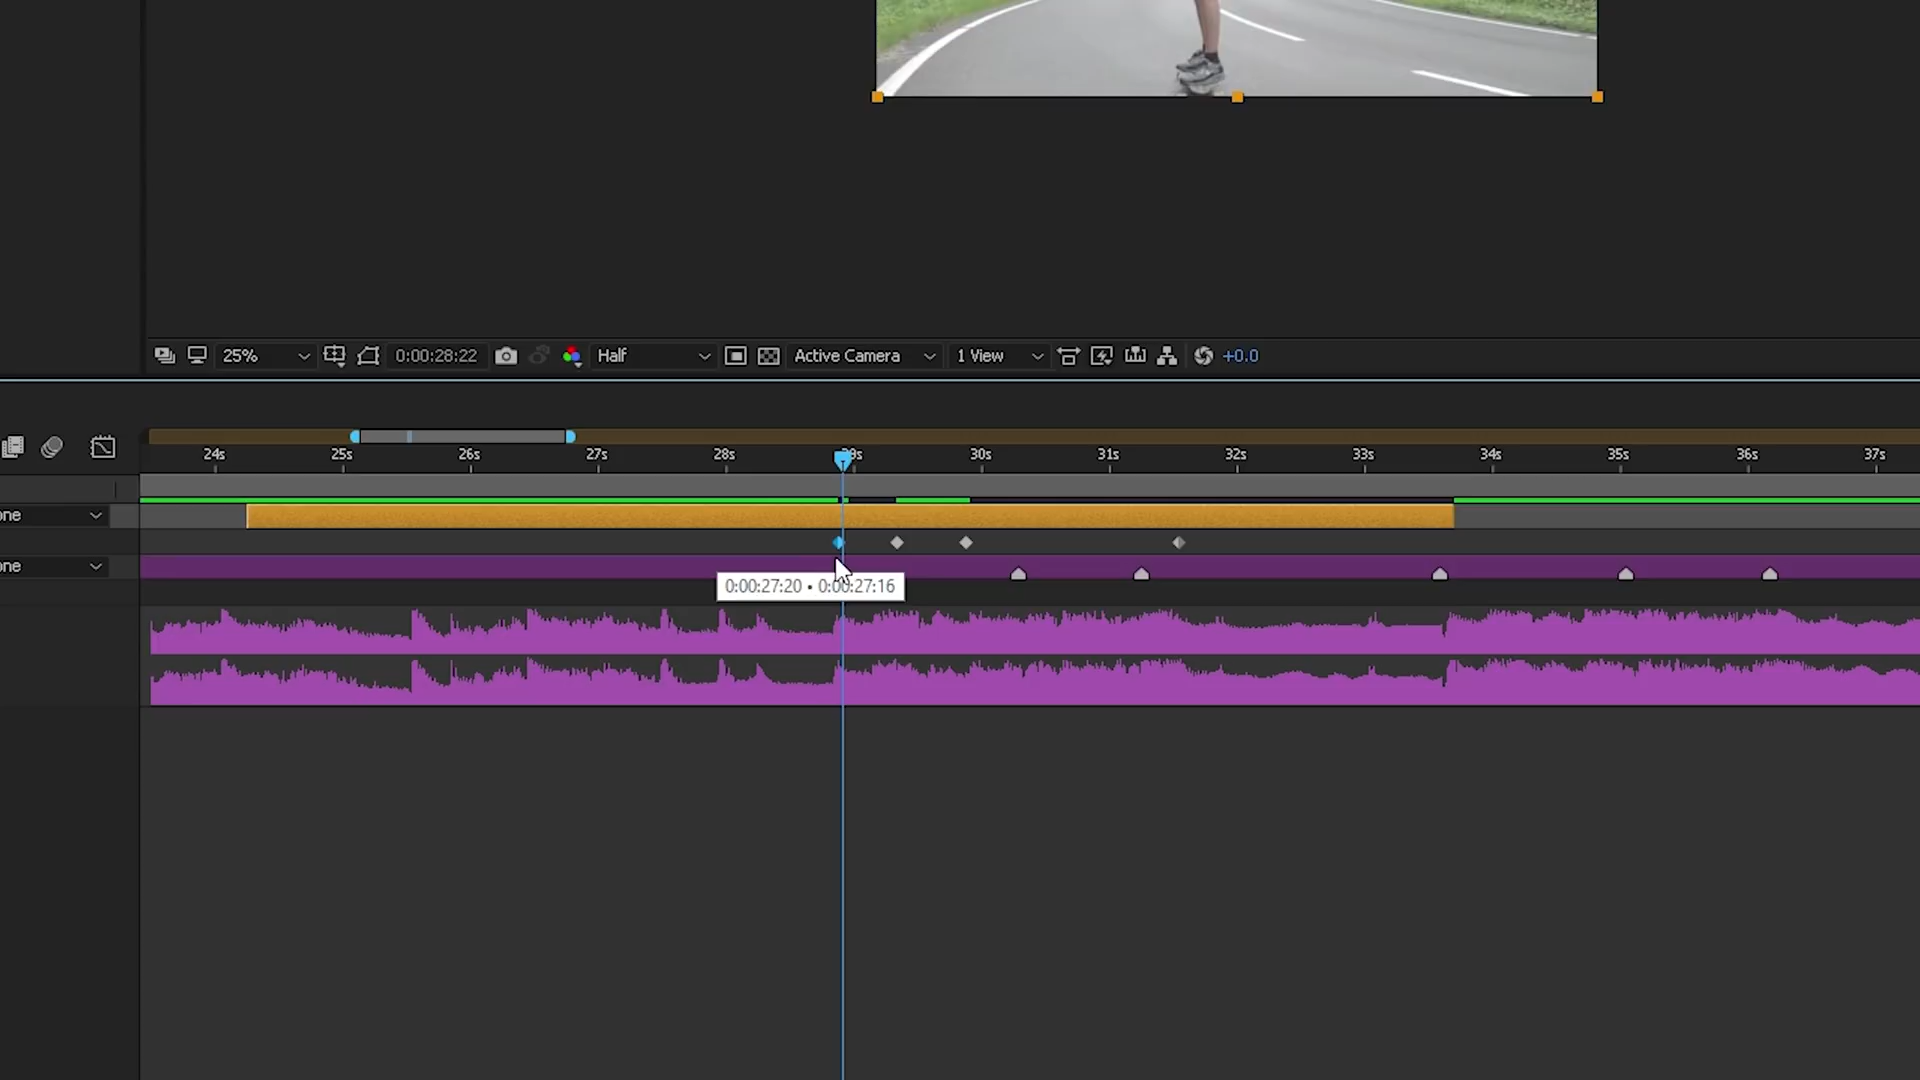 25% 0:00:28:22 Half Active Camera 1 View +0.0
24s 25s 26s 27s 28s 29s 30s 31s 32s 33s 34s 35s 36s 37s
one
one
0:00:27:20 • 0:00:27:16